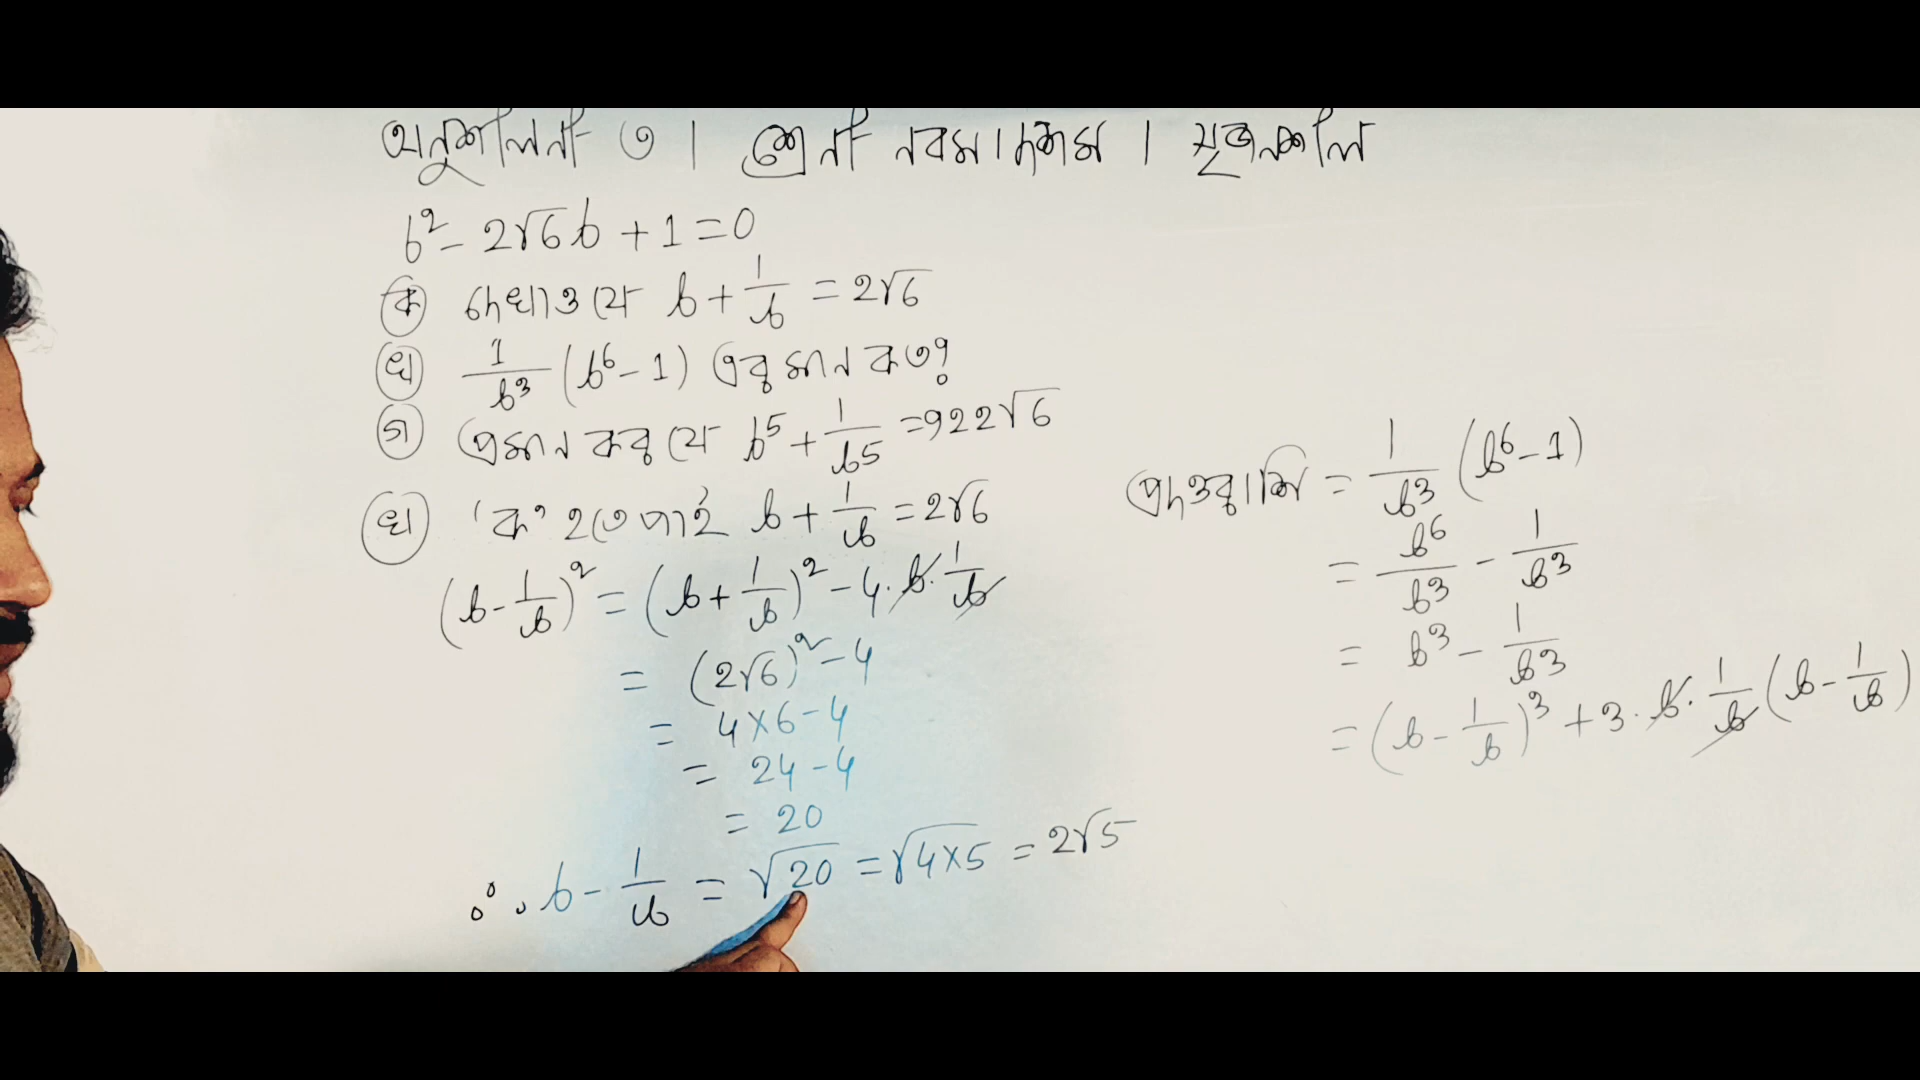 অনুশীলনী ৩ । শ্রেণী নবম/দশম । সৃজনশীল
b² - 2√6b + 1 = 0
ক দেখাও যে b + 1/b = 2√6
খ 1/b³ (b⁶ - 1) এর মান কত?
গ প্রমান কর যে b⁵ + 1/b5 = 922√6
খ 'ক' হতে পাই b + 1/b = 2√6
(b - 1/b)² = (b + 1/b)² - 4.b.1/b
= (2√6)² - 4
= 4×6 - 4
= 24 - 4
= 20
∴ b - 1/b = √20 = √4×5 = 2√5
প্রদত্তরাশি = 1/b³ (b⁶ - 1)
= b⁶/b³ - 1/b³
= b³ - 1/b³
= (b - 1/b)³ + 3.b.1/b (b - 1/b)